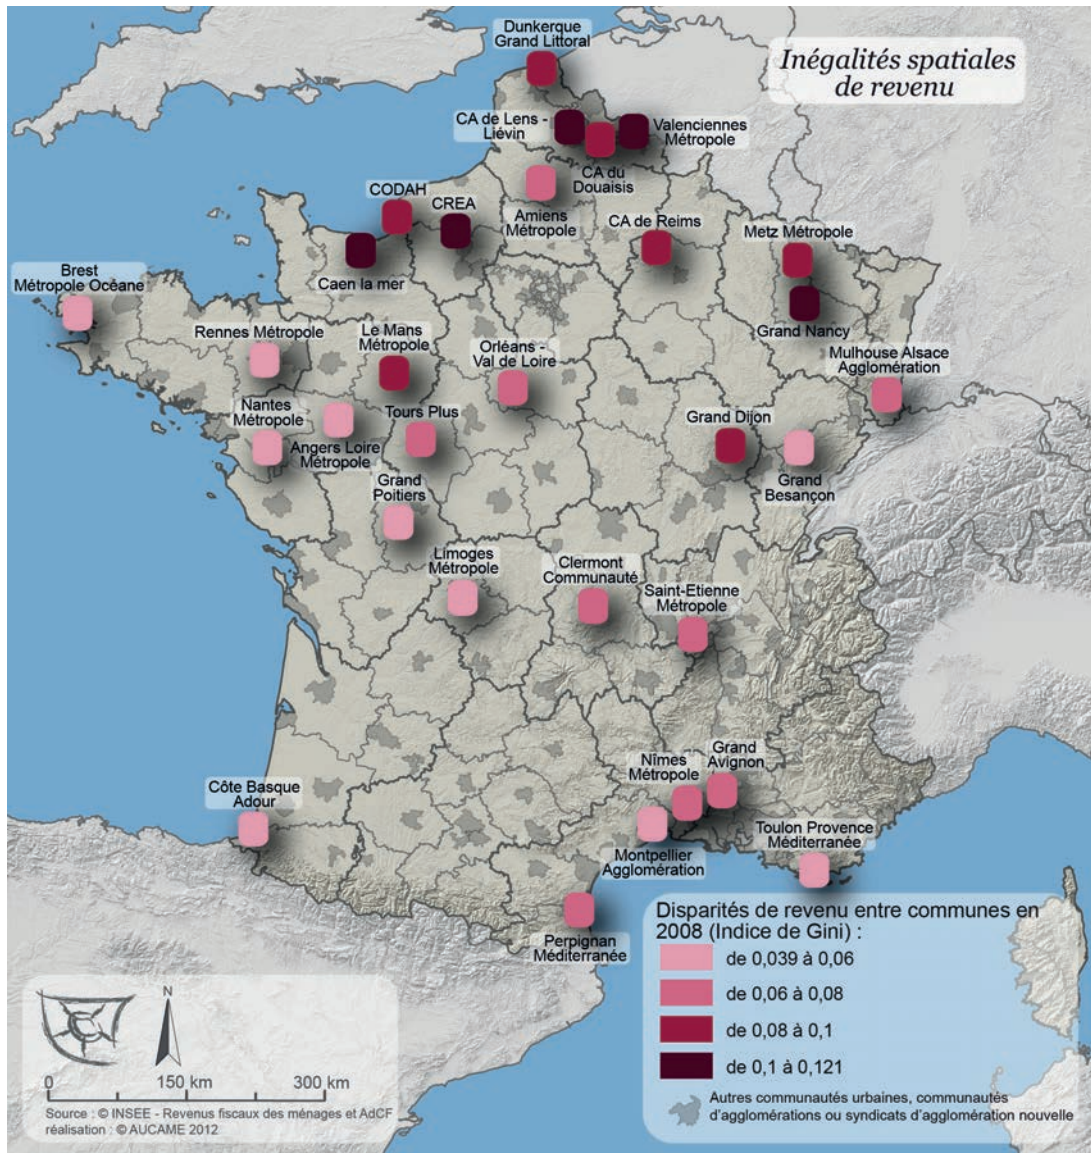 Inégalités spatiales
de revenu
Dunkerque
Grand Littoral
CA de Lens -
Liévin
Valenciennes
Métropole
CA du
Douaisis
Amiens
Métropole
CODAH
CREA
Caen la mer
CA de Reims
Metz Métropole
Grand Nancy
Brest
Métropole Océane
Rennes Métropole
Le Mans
Métropole
Orléans -
Val de Loire
Mulhouse Alsace
Agglomération
Nantes
Métropole
Angers Loire
Métropole
Tours Plus
Grand Dijon
Grand
Besançon
Grand
Poitiers
Limoges
Métropole
Clermont
Communauté
Saint-Etienne
Métropole
Côte Basque
Adour
Nîmes
Métropole
Grand
Avignon
Montpellier
Agglomération
Toulon Provence
Méditerranée
Perpignan
Méditerranée
Disparités de revenu entre communes en
2008 (Indice de Gini) :
de 0,039 à 0,06
de 0,06 à 0,08
de 0,08 à 0,1
de 0,1 à 0,121
Autres communautés urbaines, communautés
d'agglomérations ou syndicats d'agglomération nouvelle
N
0 150 km 300 km
Source : © INSEE - Revenus fiscaux des ménages et AdCF
réalisation : © AUCAME 2012